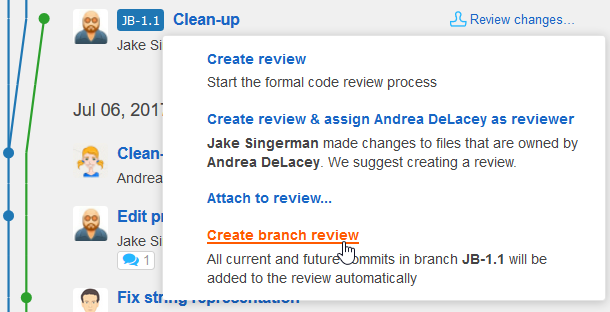 JB-1.1 Clean-up Review changes...
Jake Si
Create review
Start the formal code review process
Jul 06, 2017
Create review & assign Andrea DeLacey as reviewer
Jake Singerman made changes to files that are owned by
Andrea DeLacey. We suggest creating a review.
Clean-
Andrea
Attach to review...
Edit pr
Jake Si
1
Create branch review
All current and future commits in branch JB-1.1 will be
added to the review automatically
Fix string representation